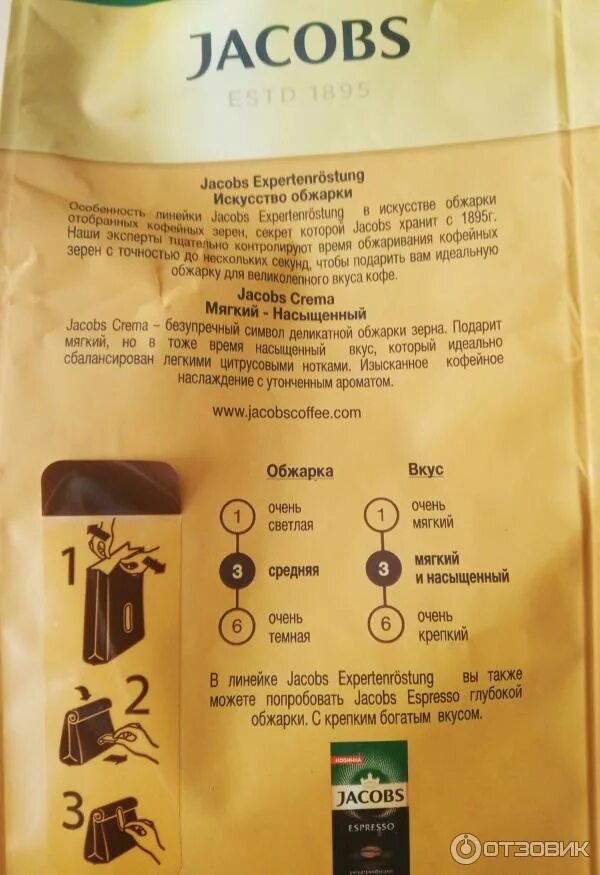 JACOBS
ESTD 1895
Jacobs Expertenröstung
Искусство обжарки
Особенность линейки Jacobs Expertenröstung в искусстве обжарки
отобранных кофейных зерен, секрет которой Jacobs хранит с 1895г.
Наши эксперты тщательно контролируют время обжаривания кофейных
зерен с точностью до нескольких секунд, чтобы подарить вам идеальную
обжарку для великолепного вкуса кофе.
Jacobs Crema
Мягкий - Насыщенный
Jacobs Crema – безупречный символ деликатной обжарки зерна. Подарит
мягкий, но в тоже время насыщенный вкус, который идеально
сбалансирован легкими цитрусовыми нотками. Изысканное кофейное
наслаждение с утонченным ароматом.
www.jacobscoffee.com
Обжарка
1 очень
светлая
3 средняя
6 очень
темная
Вкус
1 очень
мягкий
3 мягкий
и насыщенный
6 очень
крепкий
1
2
3
В линейке Jacobs Expertenröstung вы также
можете попробовать Jacobs Espresso глубокой
обжарки. С крепким богатым вкусом.
НОВИНКА
JACOBS
ESPRESSO
ОТЗОВИК